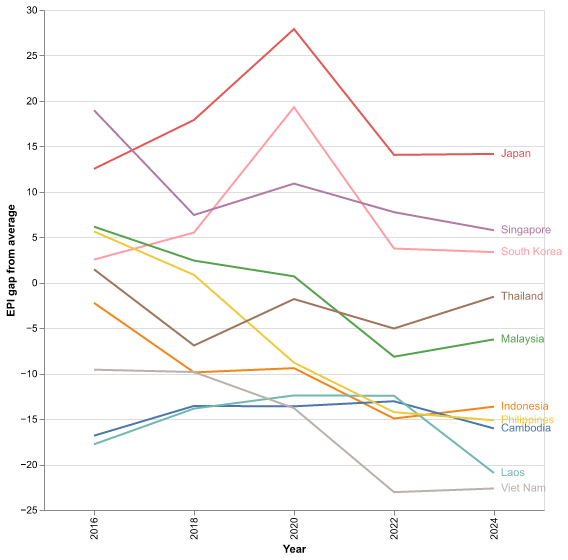 30
25
20
15
10
5
0
−5
−10
−15
−20
−25
EPI gap from average
2016
2018
2020
2022
2024
Year
Japan
Singapore
South Korea
Thailand
Malaysia
Indonesia
Philippines
Cambodia
Laos
Viet Nam